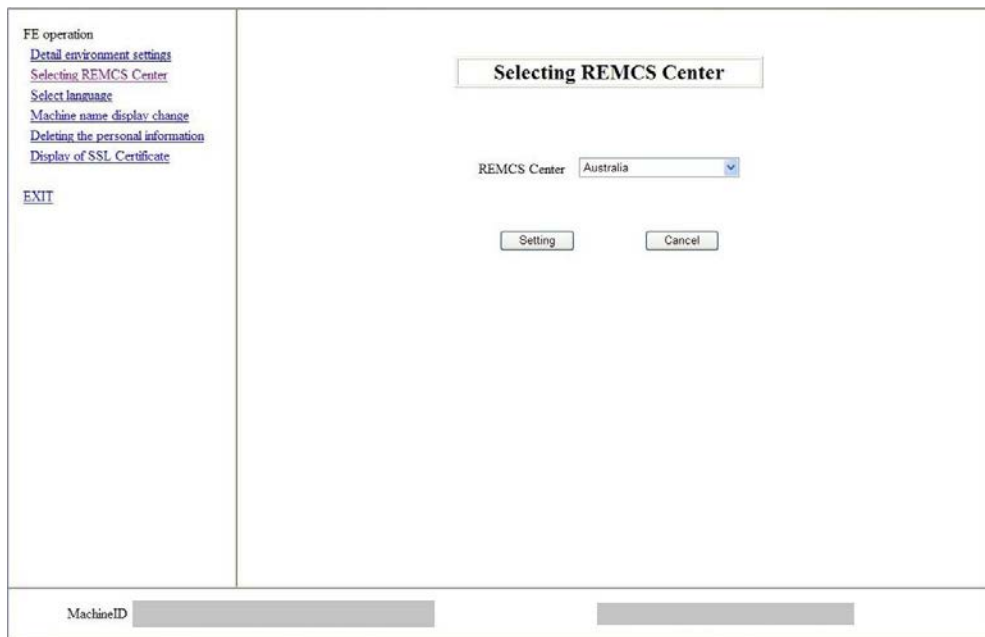 FE operation
Detail environment settings
Selecting REMCS Center
Select language
Machine name display change
Deleting the personal information
Display of SSL Certificate
EXIT
Selecting REMCS Center
REMCS Center Australia
Setting Cancel
MachineID